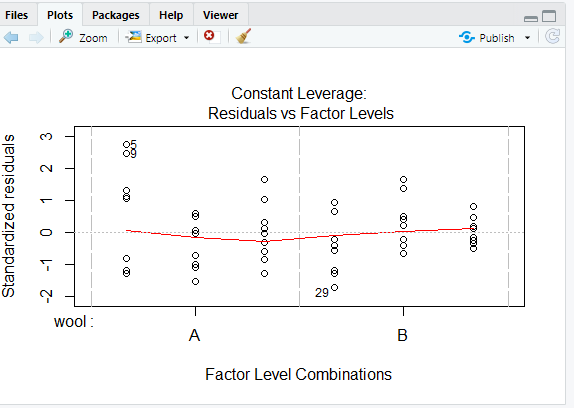 Files Plots Packages Help Viewer
Zoom Export Publish
Constant Leverage:
Residuals vs Factor Levels
Standardized residuals
3
2
1
0
-1
-2
5
9
29
wool :
A B
Factor Level Combinations